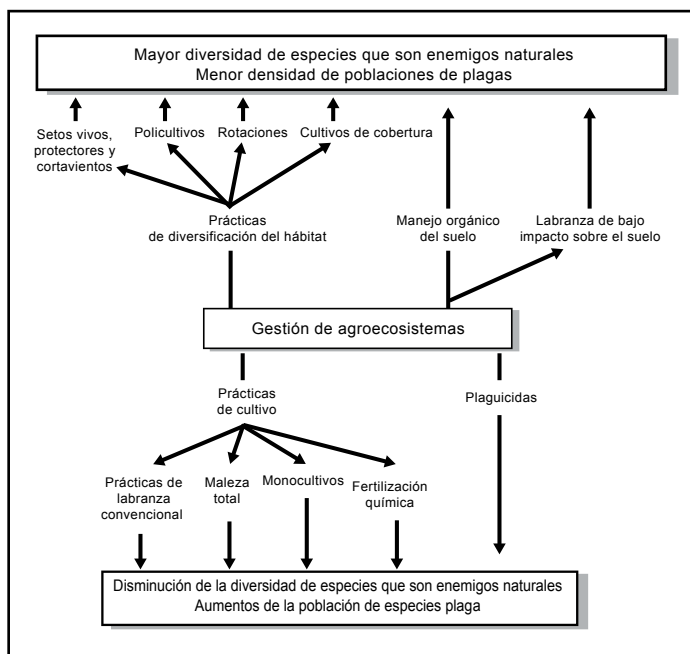 Mayor diversidad de especies que son enemigos naturales
Menor densidad de poblaciones de plagas
Setos vivos,
protectores y
cortavientos
Policultivos
Rotaciones
Cultivos de cobertura
Prácticas
de diversificación del hábitat
Manejo orgánico
del suelo
Labranza de bajo
impacto sobre el suelo
Gestión de agroecosistemas
Prácticas
de cultivo
Plaguicidas
Prácticas de
labranza
convencional
Maleza
total
Monocultivos
Fertilización
química
Disminución de la diversidad de especies que son enemigos naturales
Aumentos de la población de especies plaga